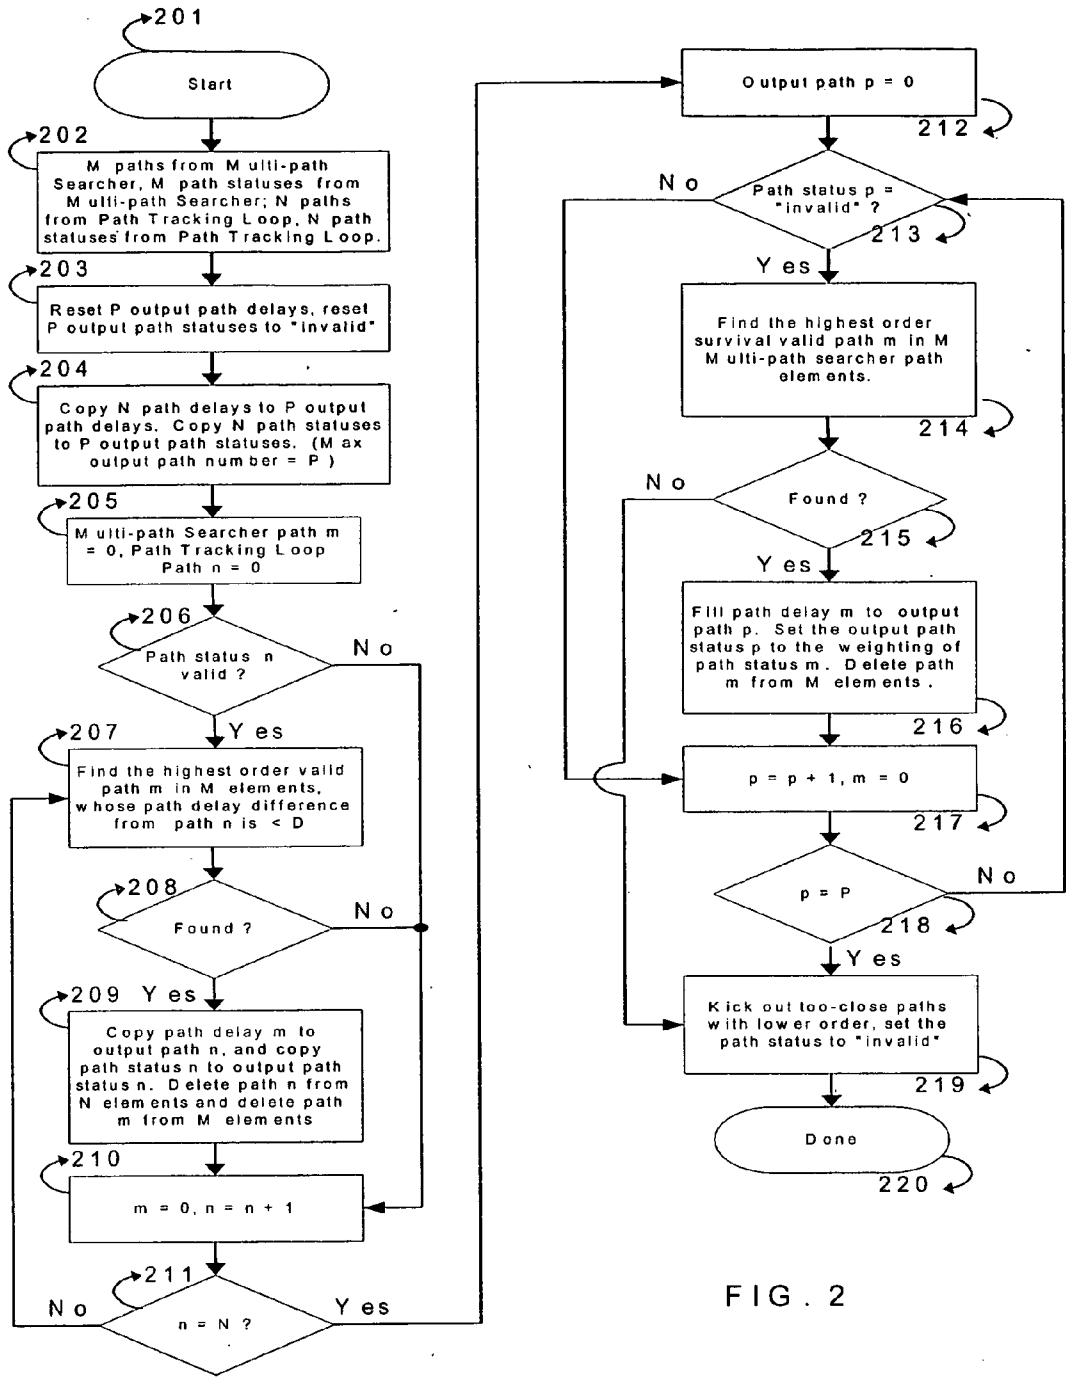 201
Start
202
M paths from Multi-path
Searcher, M path statuses from
Multi-path Searcher; N paths
from Path Tracking Loop, N path
statuses from Path Tracking Loop.
203
Reset P output path delays, reset
P output path statuses to "invalid"
204
Copy N path delays to P output
path delays. Copy N path statuses
to P output path statuses. (Max
output path number = P)
205
Multi-path Searcher path m
= 0, Path Tracking Loop
Path n = 0
206
Path status n
valid?
No
Yes
207
Find the highest order valid
path m in M elements,
whose path delay difference
from path n is < D
208
Found?
No
209
Yes
Copy path delay m to
output path n, and copy
path status n to output path
status n. Delete path n from
N elements and delete path
m from M elements
210
m = 0, n = n + 1
211
n = N ?
No
Yes
Output path p = 0
212
Path status p =
"invalid" ?
213
No
Yes
Find the highest order
survival valid path m in M
Multi-path searcher path
elements.
214
Found?
215
No
Yes
Fill path delay m to output
path p. Set the output path
status p to the weighting of
path status m. Delete path
m from M elements.
216
p = p + 1, m = 0
217
p = P
218
No
Yes
Kick out too-close paths
with lower order, set the
path status to "invalid"
219
Done
220
FIG. 2